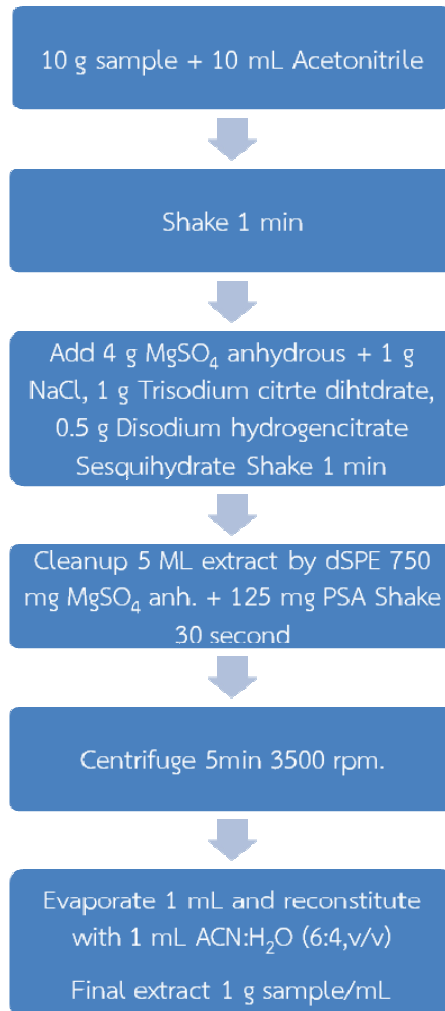 10 g sample + 10 mL Acetonitrile
Shake 1 min
Add 4 g MgSO₄ anhydrous + 1 g
NaCl, 1 g Trisodium citrte dihtdrate,
0.5 g Disodium hydrogencitrate
Sesquihydrate Shake 1 min
Cleanup 5 ML extract by dSPE 750
mg MgSO₄ anh. + 125 mg PSA Shake
30 second
Centrifuge 5min 3500 rpm.
Evaporate 1 mL and reconstitute
with 1 mL ACN:H₂O (6:4,v/v)
Final extract 1 g sample/mL